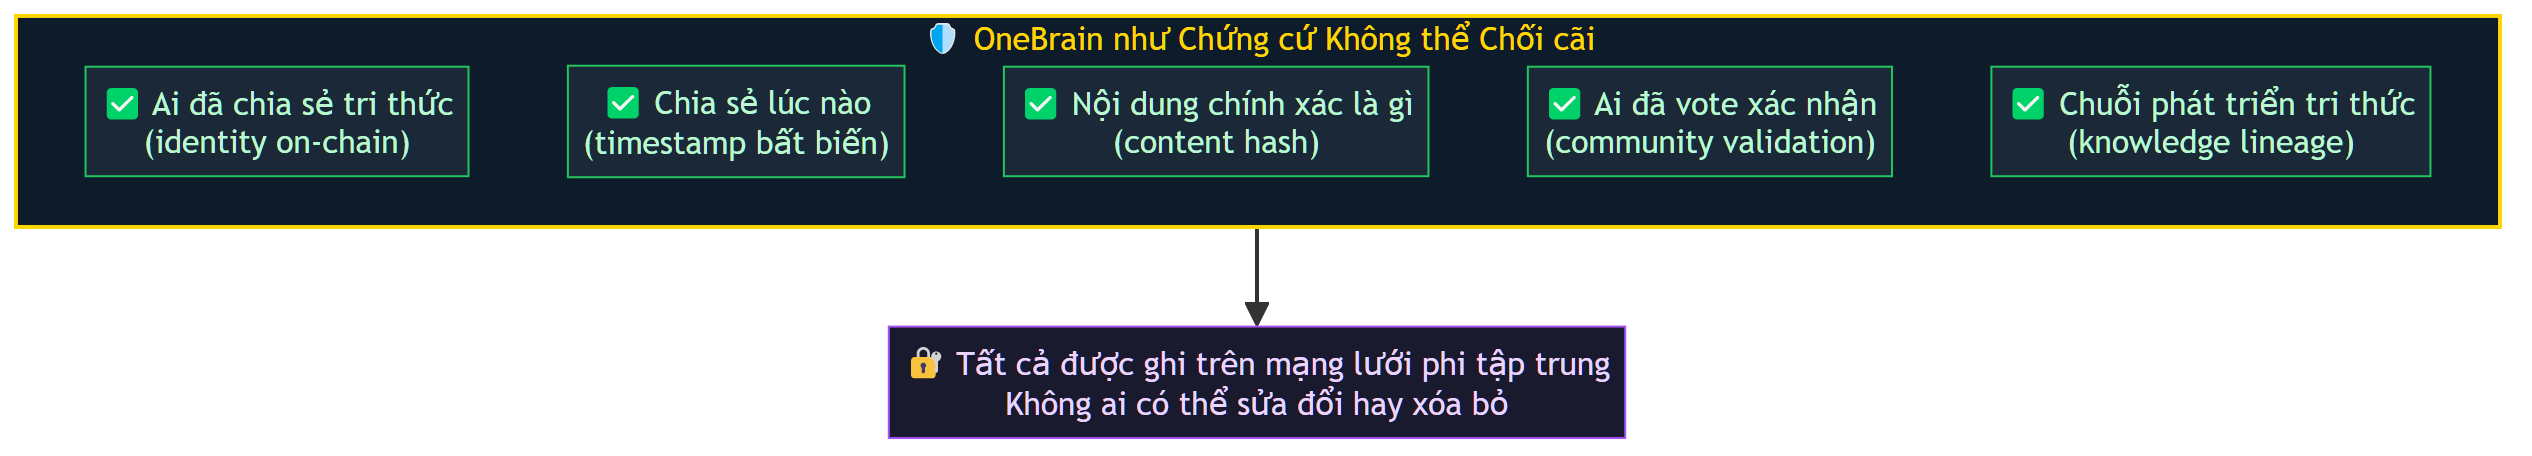 🛡️ OneBrain như Chứng cứ Không thể Chối cãi
✅ Ai đã chia sẻ tri thức
(identity on-chain)
✅ Chia sẻ lúc nào
(timestamp bất biến)
✅ Nội dung chính xác là gì
(content hash)
✅ Ai đã vote xác nhận
(community validation)
✅ Chuỗi phát triển tri thức
(knowledge lineage)
🔐 Tất cả được ghi trên mạng lưới phi tập trung
Không ai có thể sửa đổi hay xóa bỏ